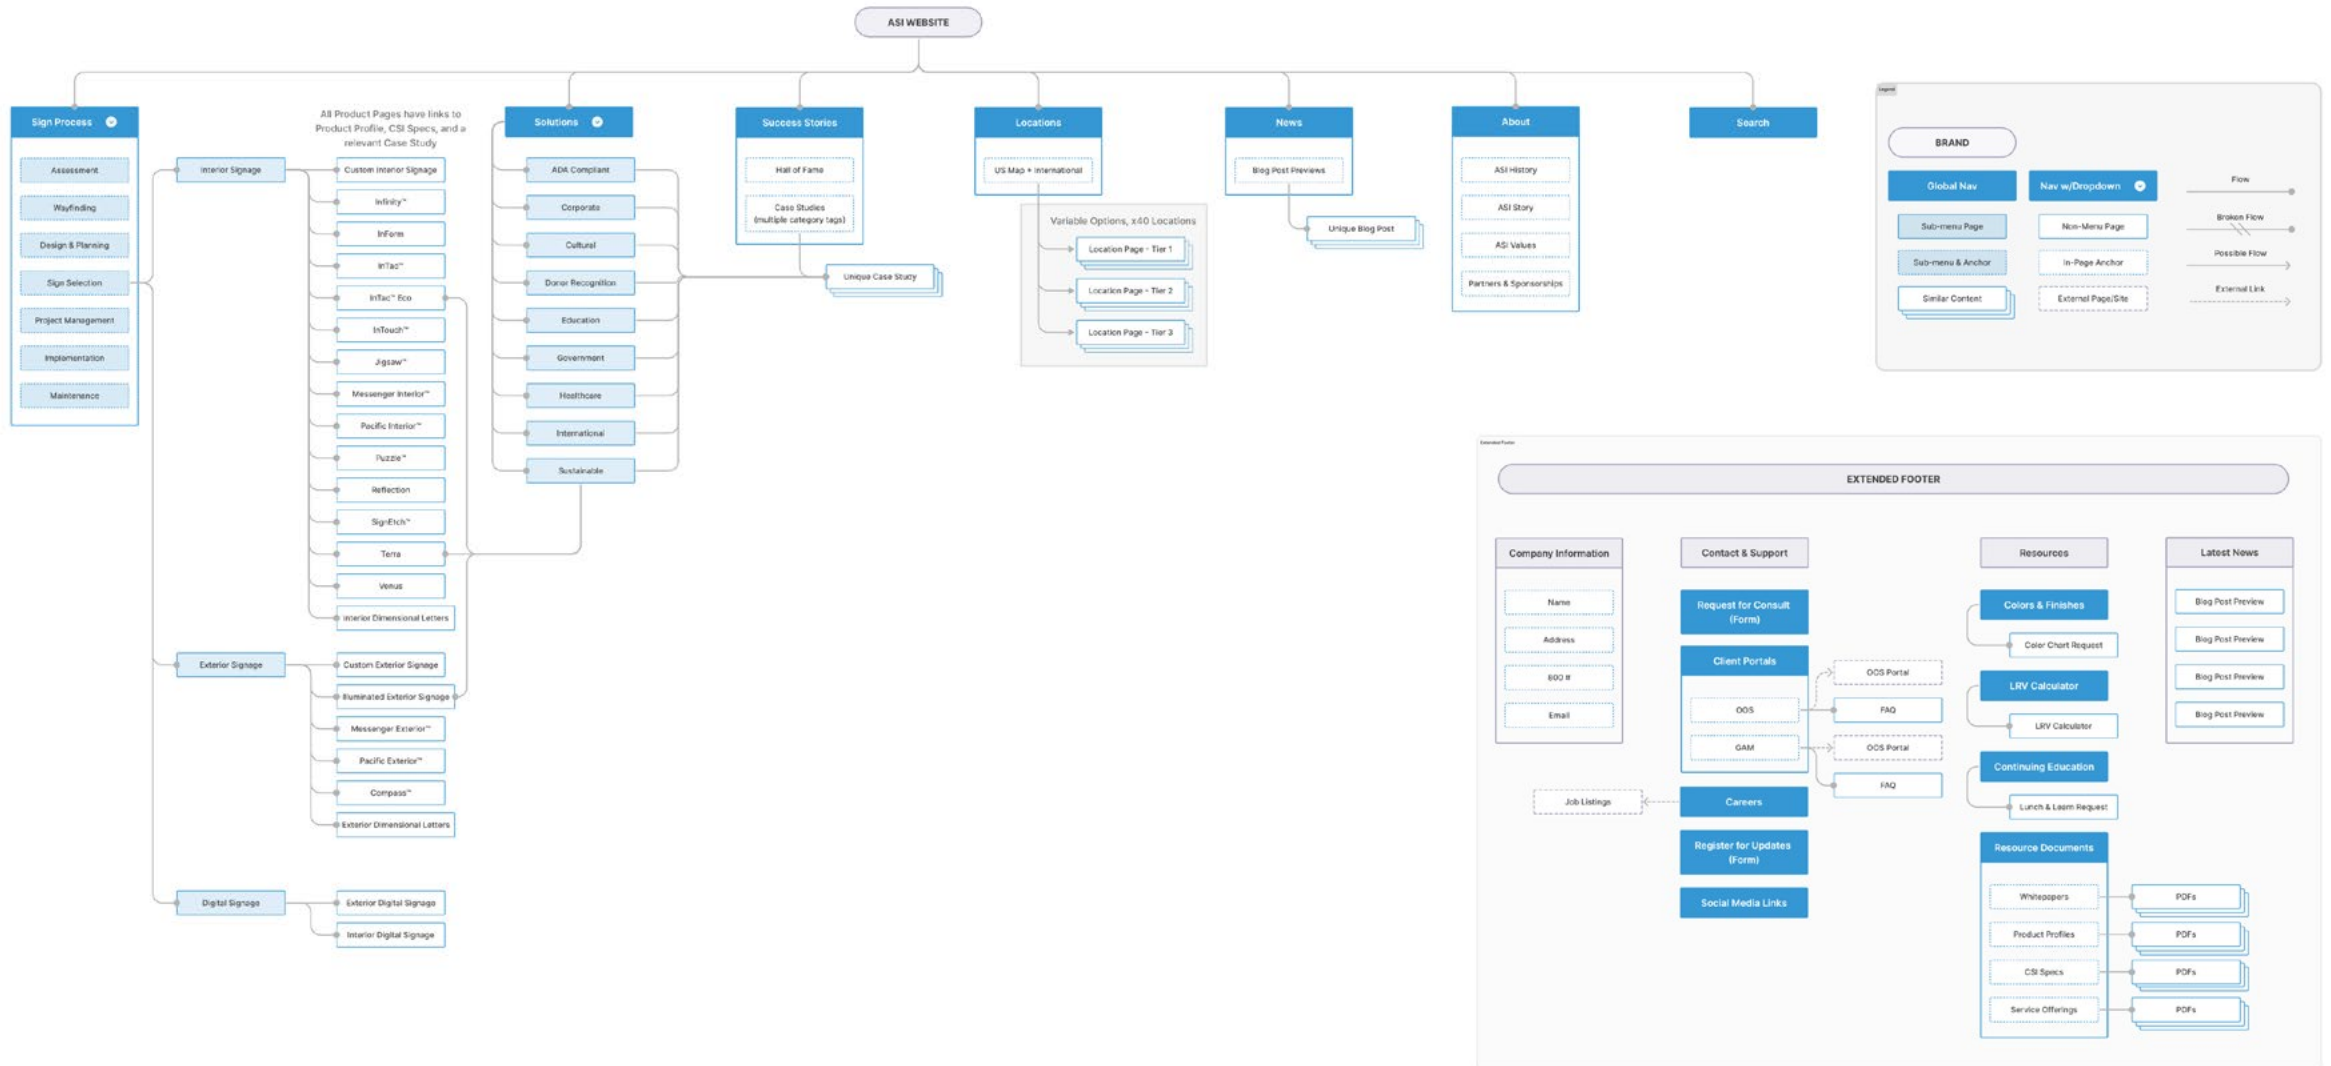 ASI WEBSITE
Sign Process
Assessment
Wayfinding
Design & Planning
Sign Selection
Project Management
Implementation
Maintenance
Interior Signage
Exterior Signage
Digital Signage
All Product Pages have links to
Product Profile, CSI Specs, and a
relevant Case Study
Custom Interior Signage
Infinity™
InForm
InTac™
InTac™ Eco
InTouch™
Jigsaw™
Messenger Interior™
Pacific Interior™
Puzzle™
Reflection
SignEtch™
Terra
Venus
Interior Dimensional Letters
Custom Exterior Signage
Illuminated Exterior Signage
Messenger Exterior™
Pacific Exterior™
Compass™
Exterior Dimensional Letters
Exterior Digital Signage
Interior Digital Signage
Solutions
ADA Compliant
Corporate
Cultural
Donor Recognition
Education
Government
Healthcare
International
Sustainable
Success Stories
Hall of Fame
Case Studies
(multiple category tags)
Unique Case Study
Locations
US Map + International
Variable Options, x40 Locations
Location Page - Tier 1
Location Page - Tier 2
Location Page - Tier 3
News
Blog Post Previews
Unique Blog Post
About
ASI History
ASI Story
ASI Values
Partners & Sponsorships
Search
Legend
BRAND
Global Nav
Nav w/Dropdown
Sub-menu Page
Non-Menu Page
Sub-menu & Anchor
In-Page Anchor
Similar Content
External Page/Site
Flow
Broken Flow
Possible Flow
External Link
Extended Footer
EXTENDED FOOTER
Company Information
Name
Address
800 #
Email
Contact & Support
Request for Consult
(Form)
Client Portals
OOS
GAM
OOS Portal
FAQ
OOS Portal
FAQ
Careers
Job Listings
Register for Updates
(Form)
Social Media Links
Resources
Colors & Finishes
Color Chart Request
LRV Calculator
LRV Calculator
Continuing Education
Lunch & Learn Request
Resource Documents
Whitepapers
PDFs
Product Profiles
PDFs
CSI Specs
PDFs
Service Offerings
PDFs
Latest News
Blog Post Preview
Blog Post Preview
Blog Post Preview
Blog Post Preview